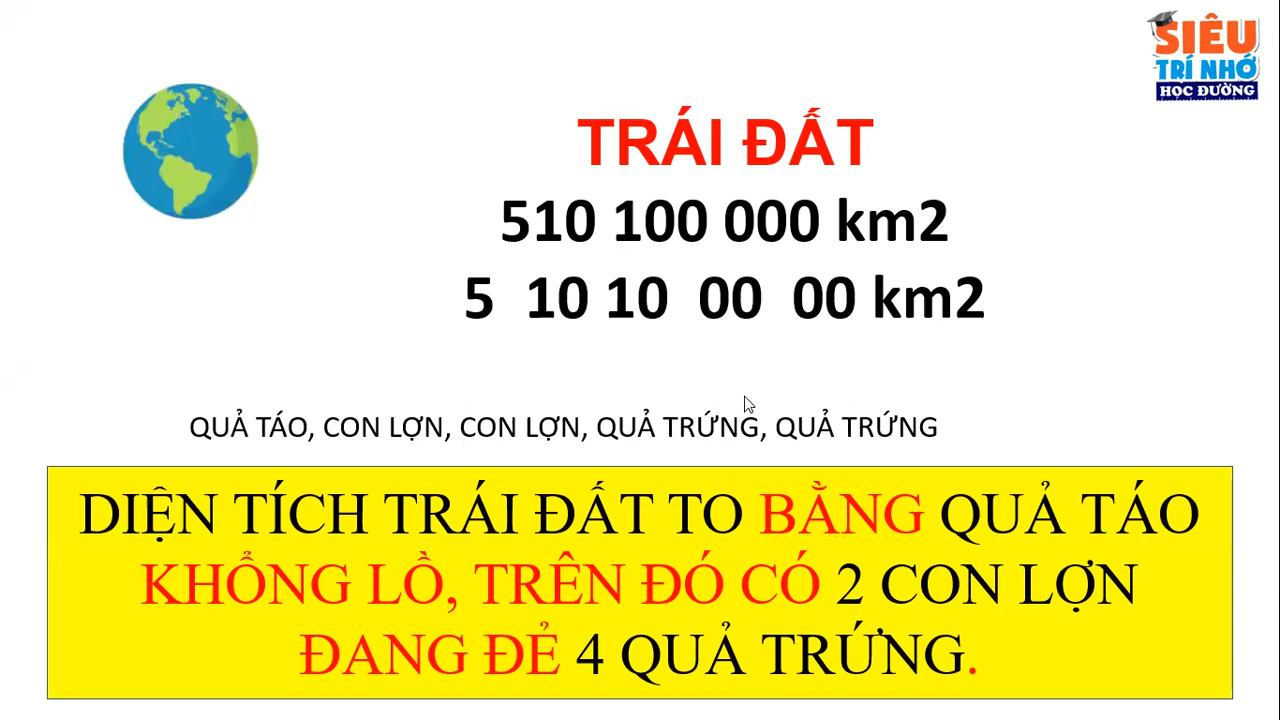 SIÊU
TRÍ NHỚ
HỌC ĐƯỜNG
TRÁI ĐẤT
510 100 000 km2
5 10 10 00 00 km2
QUẢ TÁO, CON LỢN, CON LỢN, QUẢ TRỨNG, QUẢ TRỨNG
DIỆN TÍCH TRÁI ĐẤT TO BẰNG QUẢ TÁO
KHỔNG LỒ, TRÊN ĐÓ CÓ 2 CON LỢN
ĐANG ĐẺ 4 QUẢ TRỨNG.